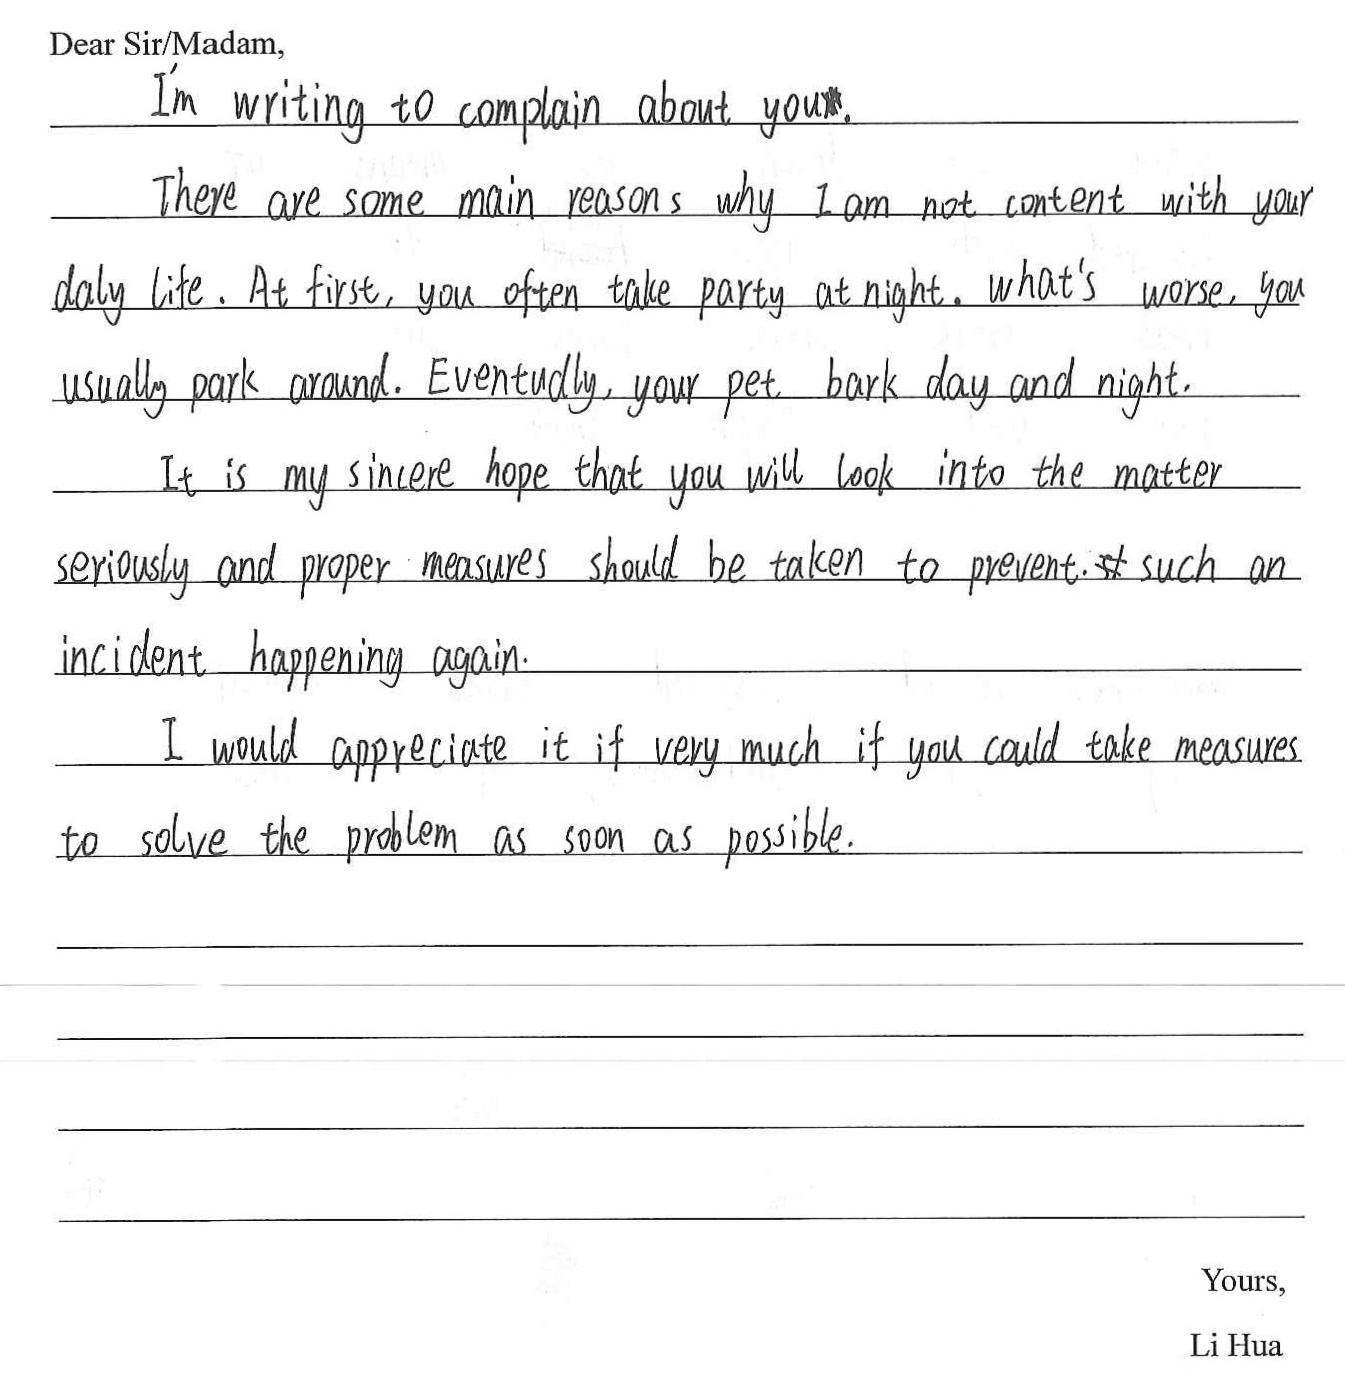 Dear Sir/Madam,
I'm writing to complain about you.
There are some main reasons why I am not content with your
daly life. At first, you often take party at night. what's worse, you
usually park around. Eventudly, your pet bark day and night.
It is my sincere hope that you will look into the matter
seriously and proper measures should be taken to prevent. such an
incident happening again.
I would appreciate it if very much if you could take measures
to solve the problem as soon as possible.
Yours,
Li Hua